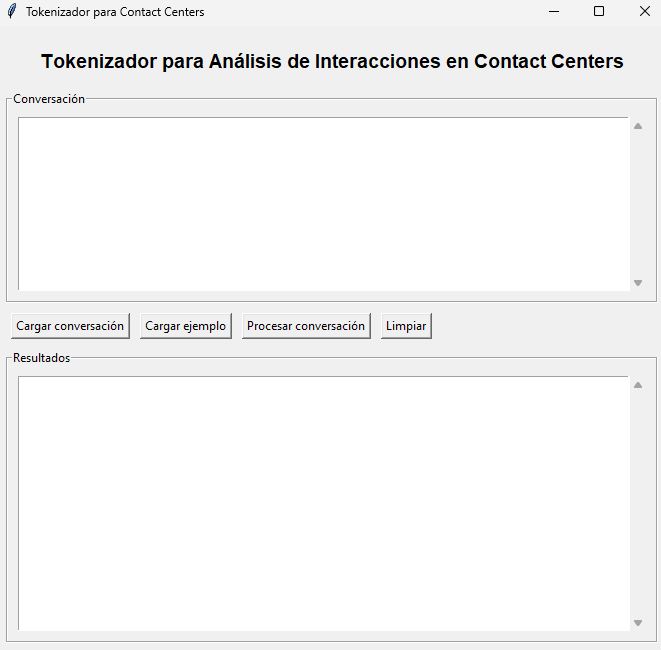 Tokenizador para Contact Centers
Tokenizador para Análisis de Interacciones en Contact Centers
Conversación
Cargar conversación
Cargar ejemplo
Procesar conversación
Limpiar
Resultados